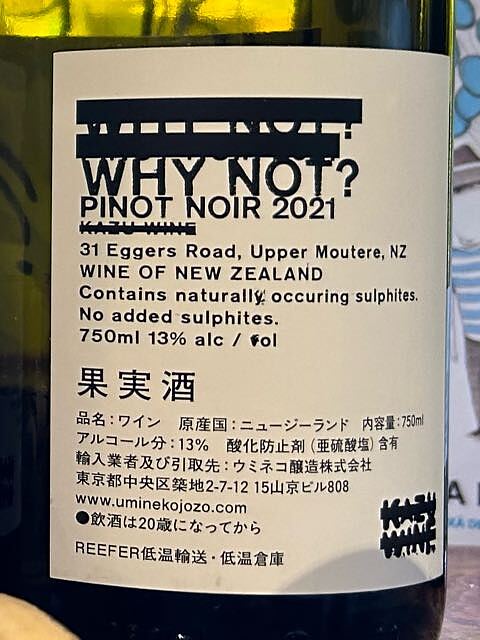 WHY NOT?
WHY NOT?
PINOT NOIR 2021
KAZU WINE
31 Eggers Road, Upper Moutere, NZ
WINE OF NEW ZEALAND
Contains naturally occuring sulphites.
No added sulphites.
750ml 13% alc / vol
果実酒
品名:ワイン 原産国:ニュージーランド 内容量:750ml
アルコール分:13% 酸化防止剤(亜硫酸塩)含有
輸入業者及び引取先:ウミネコ醸造株式会社
東京都中央区築地2-7-12 15山京ビル808
www.uminekojozo.com
●飲酒は20歳になってから
REEFER低温輸送・低温倉庫
KAZU
WINE